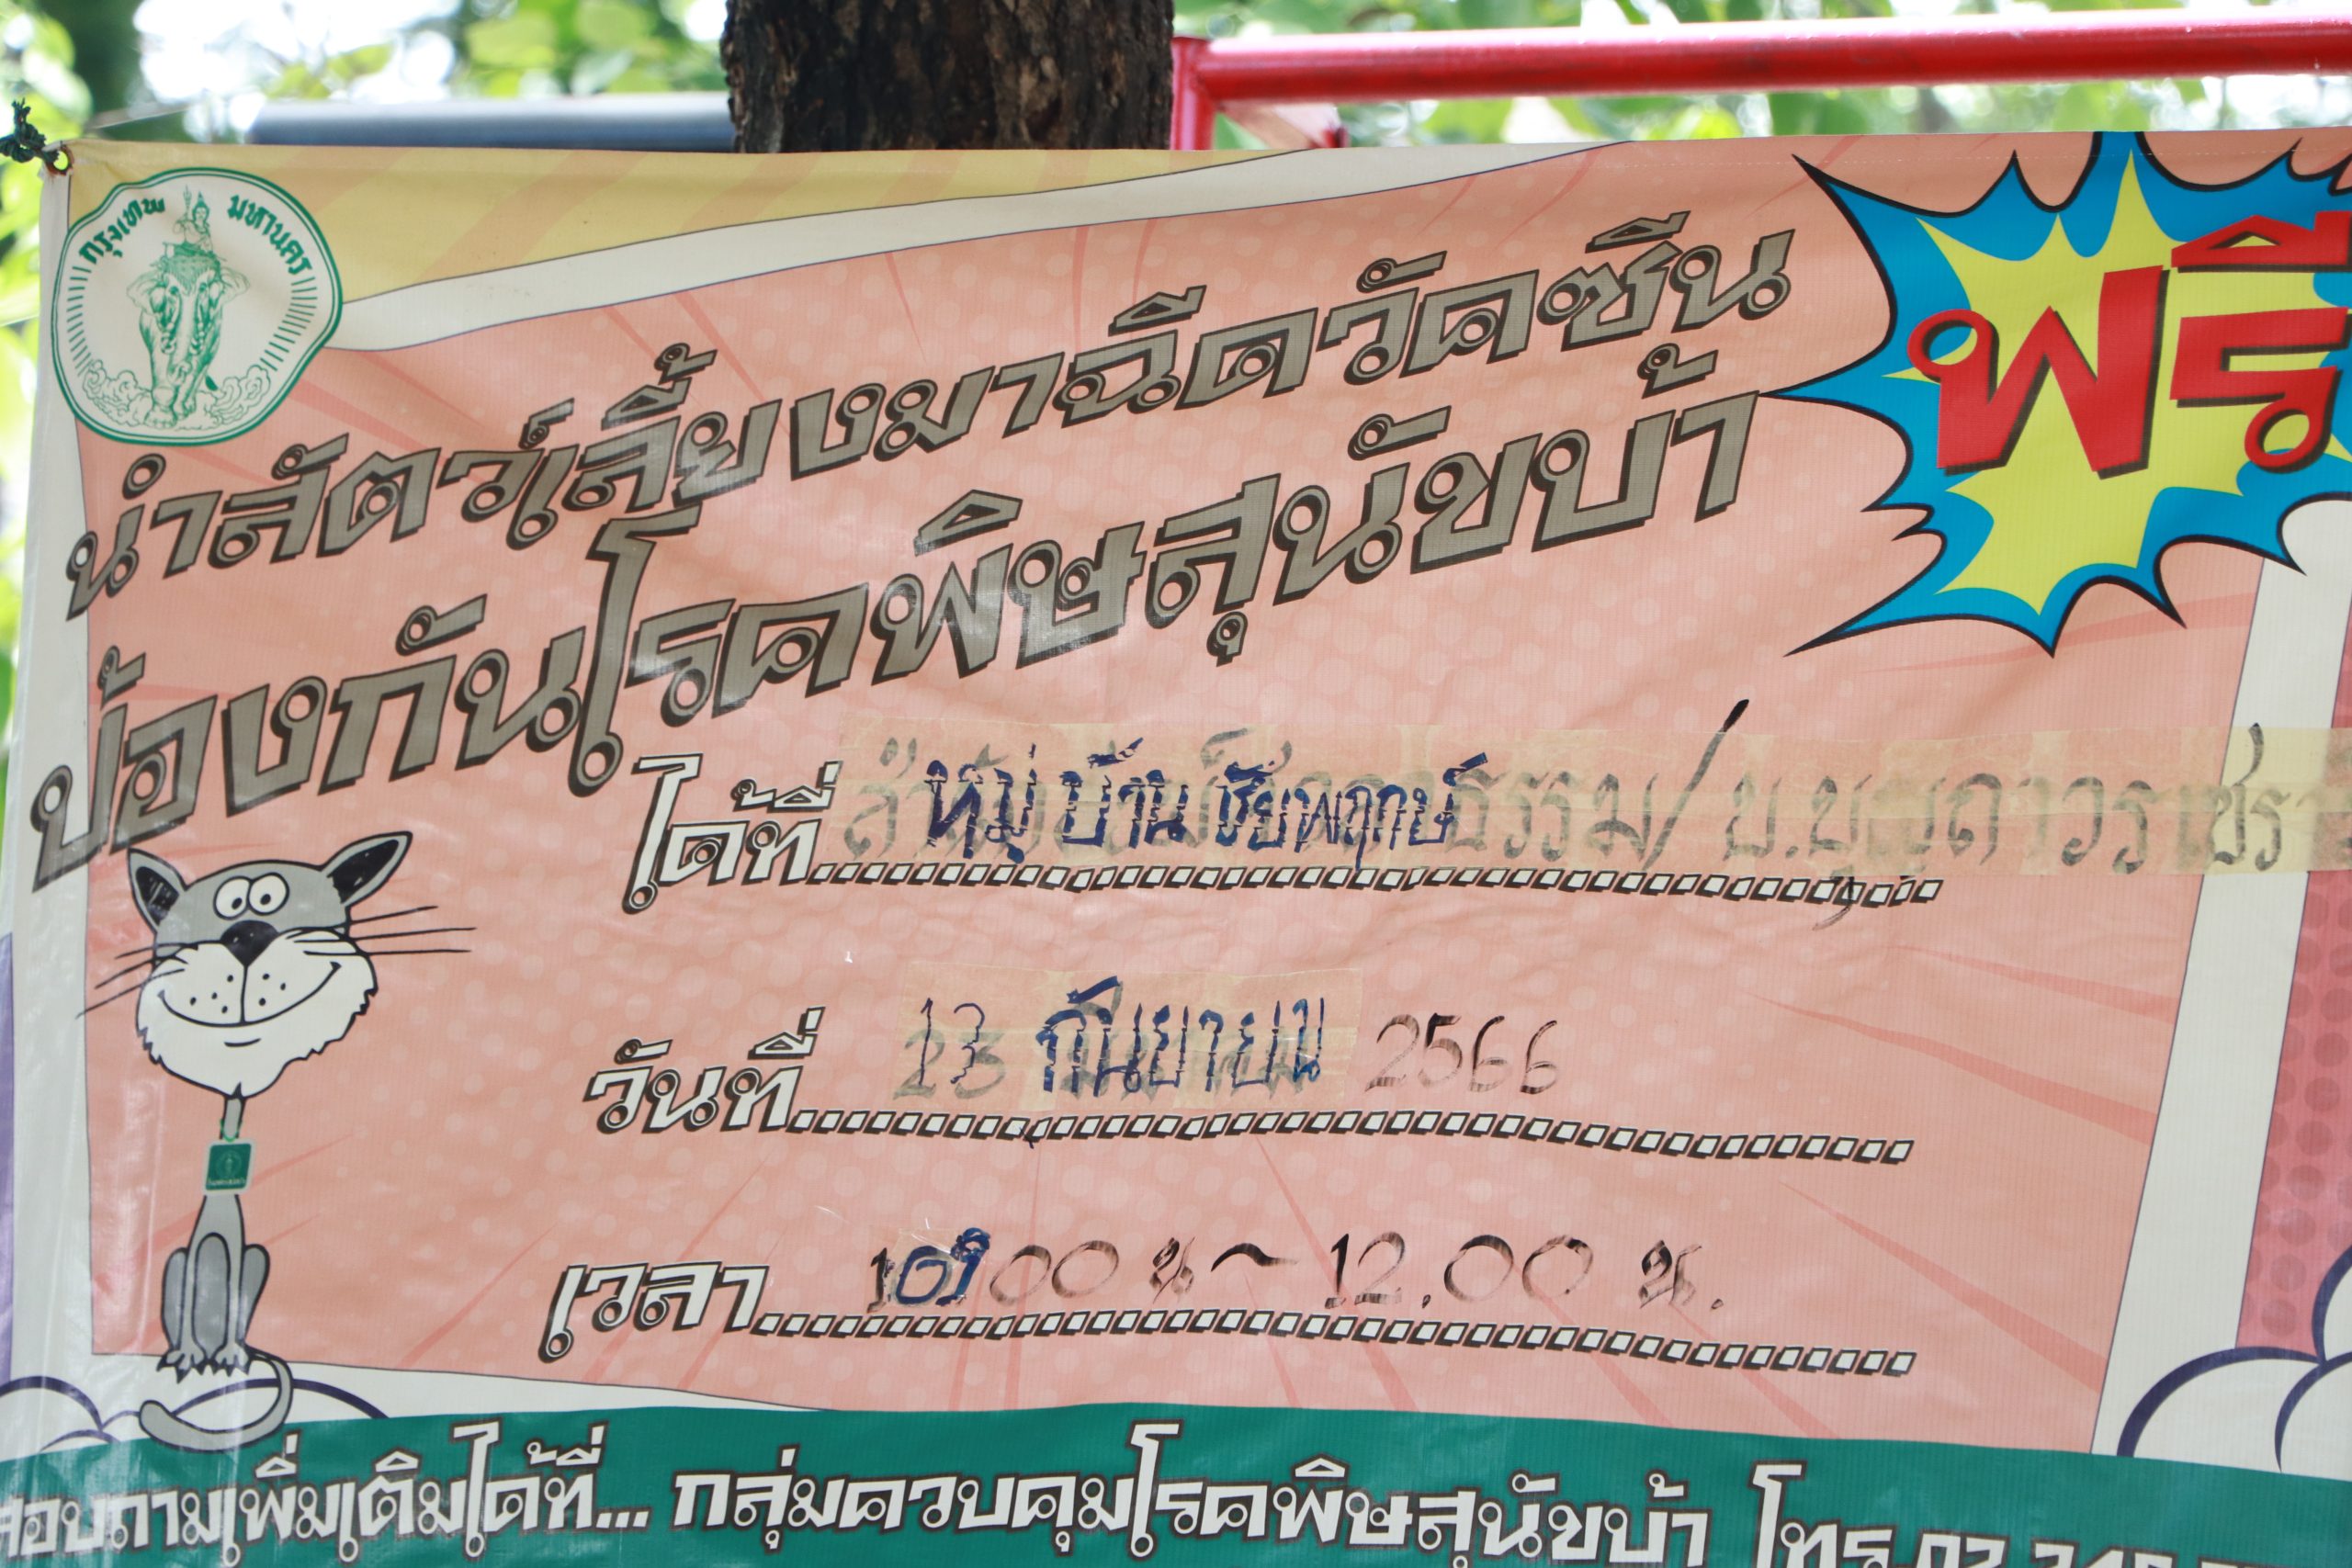 กรุงเทพ มหานคร
นำสัตว์เลี้ยงมาฉีดวัคซีน
ป้องกันโรคพิษสุนัขบ้า
ฟรี
ได้ที่ หมู่บ้านชัยพฤกษ์
วันที่ 13 กันยายน 2566
เวลา 09.00 น ~ 12.00 น.
สอบถามเพิ่มเติมได้ที่... กลุ่มควบคุมโรคพิษสุนัขบ้า โทร.02